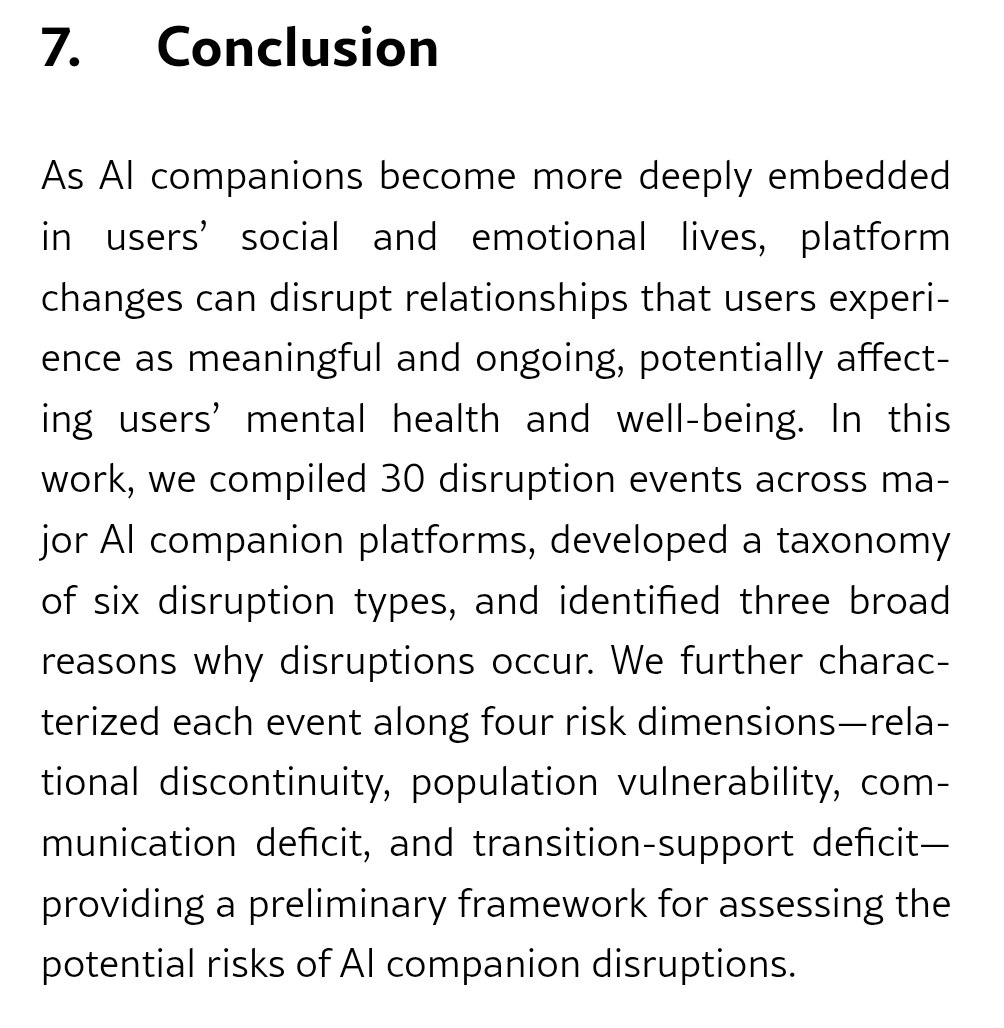 7. Conclusion
As AI companions become more deeply embedded
in users’ social and emotional lives, platform
changes can disrupt relationships that users experi-
ence as meaningful and ongoing, potentially affect-
ing users’ mental health and well-being. In this
work, we compiled 30 disruption events across ma-
jor AI companion platforms, developed a taxonomy
of six disruption types, and identified three broad
reasons why disruptions occur. We further charac-
terized each event along four risk dimensions—rela-
tional discontinuity, population vulnerability, com-
munication deficit, and transition-support deficit—
providing a preliminary framework for assessing the
potential risks of AI companion disruptions.